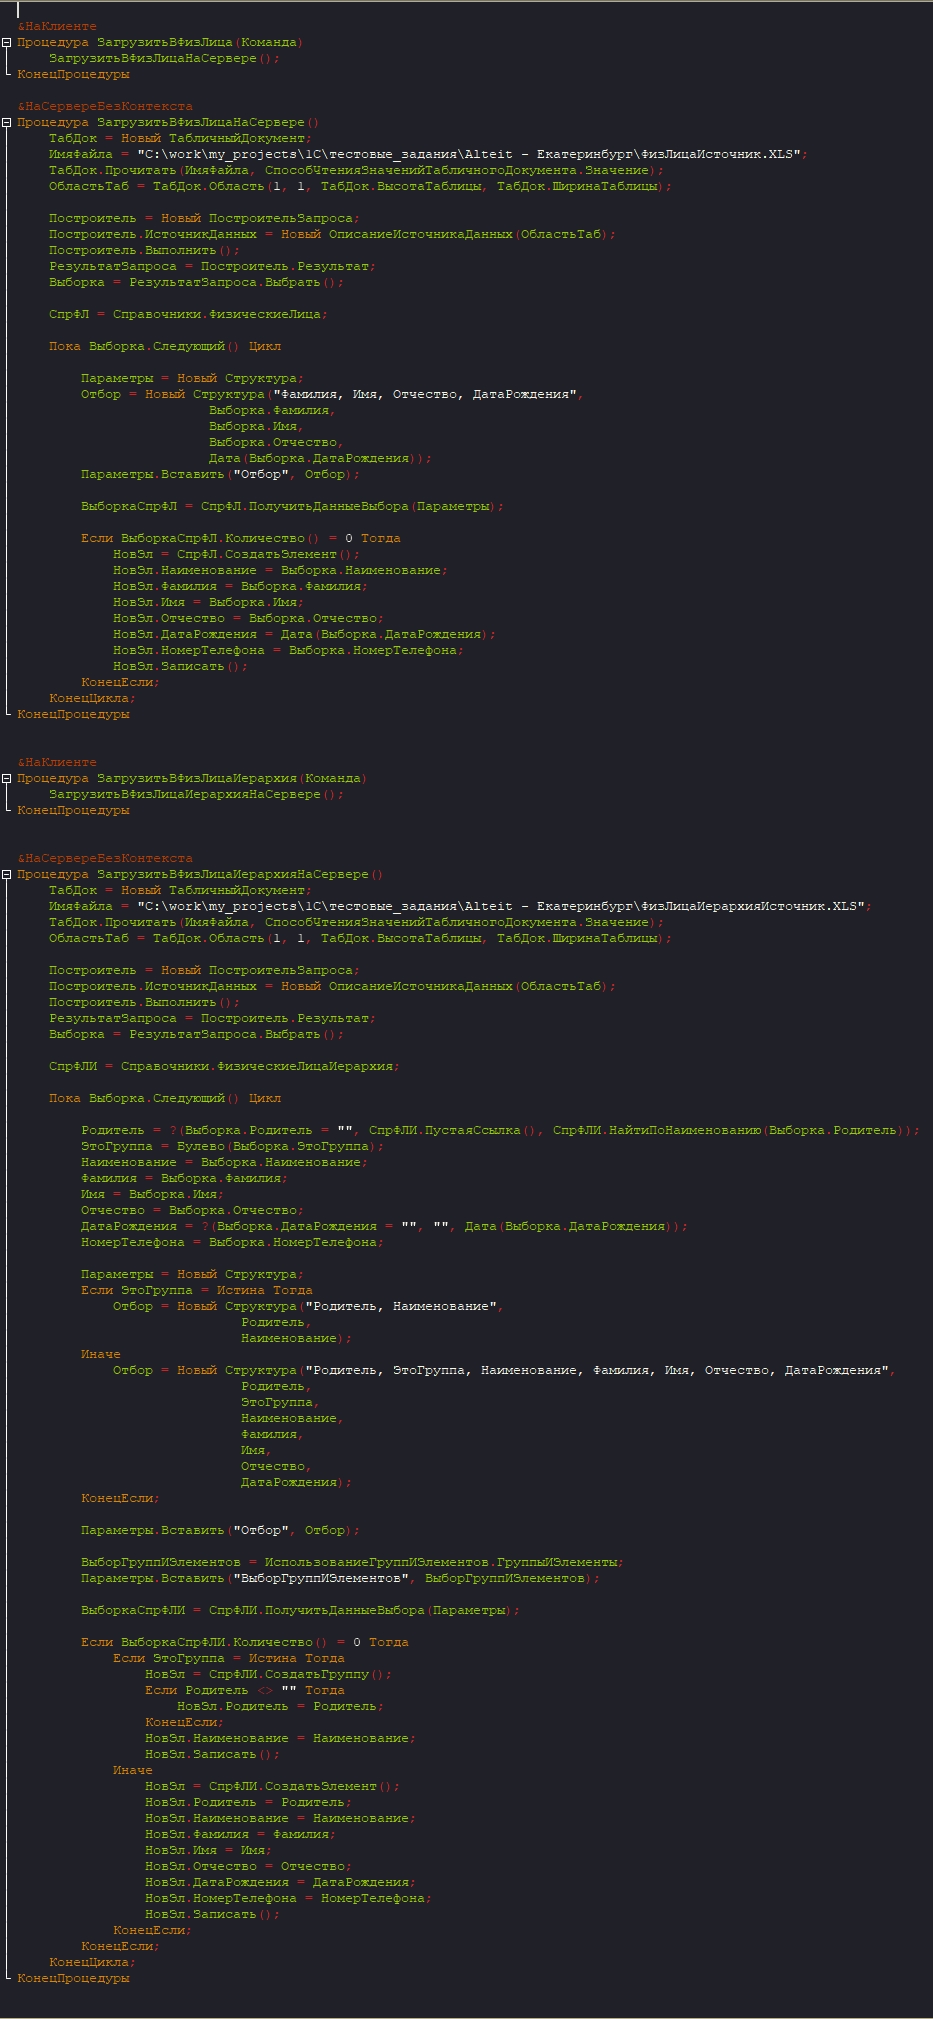 &НаКлиенте
Процедура ЗагрузитьВФизЛица(Команда)
ЗагрузитьВФизЛицаНаСервере();
КонецПроцедуры
&НаСервереБезКонтекста
Процедура ЗагрузитьВФизЛицаНаСервере()
ТабДок = Новый ТабличныйДокумент;
ИмяФайла = "C:\work\my_projects\1C\тестовые_задания\Alteit - Екатеринбург\ФизЛицаИсточник.XLS";
ТабДок.Прочитать(ИмяФайла, СпособЧтенияЗначенийТабличногоДокумента.Значение);
ОбластьТаб = ТабДок.Область(1, 1, ТабДок.ВысотаТаблицы, ТабДок.ШиринаТаблицы);
Построитель = Новый ПостроительЗапроса;
Построитель.ИсточникДанных = Новый ОписаниеИсточникаДанных(ОбластьТаб);
Построитель.Выполнить();
РезультатЗапроса = Построитель.Результат;
Выборка = РезультатЗапроса.Выбрать();
СпрФЛ = Справочники.ФизическиеЛица;
Пока Выборка.Следующий() Цикл
Параметры = Новый Структура;
Отбор = Новый Структура("Фамилия, Имя, Отчество, ДатаРождения",
Выборка.Фамилия,
Выборка.Имя,
Выборка.Отчество,
Дата(Выборка.ДатаРождения));
Параметры.Вставить("Отбор", Отбор);
ВыборкаСпрФЛ = СпрФЛ.ПолучитьДанныеВыбора(Параметры);
Если ВыборкаСпрФЛ.Количество() = 0 Тогда
НовЭл = СпрФЛ.СоздатьЭлемент();
НовЭл.Наименование = Выборка.Наименование;
НовЭл.Фамилия = Выборка.Фамилия;
НовЭл.Имя = Выборка.Имя;
НовЭл.Отчество = Выборка.Отчество;
НовЭл.ДатаРождения = Дата(Выборка.ДатаРождения);
НовЭл.НомерТелефона = Выборка.НомерТелефона;
НовЭл.Записать();
КонецЕсли;
КонецЦикла;
КонецПроцедуры
&НаКлиенте
Процедура ЗагрузитьВФизЛицаИерархия(Команда)
ЗагрузитьВФизЛицаИерархияНаСервере();
КонецПроцедуры
&НаСервереБезКонтекста
Процедура ЗагрузитьВФизЛицаИерархияНаСервере()
ТабДок = Новый ТабличныйДокумент;
ИмяФайла = "C:\work\my_projects\1C\тестовые_задания\Alteit - Екатеринбург\ФизЛицаИерархияИсточник.XLS";
ТабДок.Прочитать(ИмяФайла, СпособЧтенияЗначенийТабличногоДокумента.Значение);
ОбластьТаб = ТабДок.Область(1, 1, ТабДок.ВысотаТаблицы, ТабДок.ШиринаТаблицы);
Построитель = Новый ПостроительЗапроса;
Построитель.ИсточникДанных = Новый ОписаниеИсточникаДанных(ОбластьТаб);
Построитель.Выполнить();
РезультатЗапроса = Построитель.Результат;
Выборка = РезультатЗапроса.Выбрать();
СпрФЛИ = Справочники.ФизическиеЛицаИерархия;
Пока Выборка.Следующий() Цикл
Родитель = ?(Выборка.Родитель = "", СпрФЛИ.ПустаяСсылка(), СпрФЛИ.НайтиПоНаименованию(Выборка.Родитель));
ЭтоГруппа = Булево(Выборка.ЭтоГруппа);
Наименование = Выборка.Наименование;
Фамилия = Выборка.Фамилия;
Имя = Выборка.Имя;
Отчество = Выборка.Отчество;
ДатаРождения = ?(Выборка.ДатаРождения = "", "", Дата(Выборка.ДатаРождения));
НомерТелефона = Выборка.НомерТелефона;
Параметры = Новый Структура;
Если ЭтоГруппа = Истина Тогда
Отбор = Новый Структура("Родитель, Наименование",
Родитель,
Наименование);
Иначе
Отбор = Новый Структура("Родитель, ЭтоГруппа, Наименование, Фамилия, Имя, Отчество, ДатаРождения",
Родитель,
ЭтоГруппа,
Наименование,
Фамилия,
Имя,
Отчество,
ДатаРождения);
КонецЕсли;
Параметры.Вставить("Отбор", Отбор);
ВыборГруппИЭлементов = ИспользованиеГруппИЭлементов.ГруппыИЭлементы;
Параметры.Вставить("ВыборГруппИЭлементов", ВыборГруппИЭлементов);
ВыборкаСпрФЛИ = СпрФЛИ.ПолучитьДанныеВыбора(Параметры);
Если ВыборкаСпрФЛИ.Количество() = 0 Тогда
Если ЭтоГруппа = Истина Тогда
НовЭл = СпрФЛИ.СоздатьГруппу();
Если Родитель <> "" Тогда
НовЭл.Родитель = Родитель;
КонецЕсли;
НовЭл.Наименование = Наименование;
НовЭл.Записать();
Иначе
НовЭл = СпрФЛИ.СоздатьЭлемент();
НовЭл.Родитель = Родитель;
НовЭл.Наименование = Наименование;
НовЭл.Фамилия = Фамилия;
НовЭл.Имя = Имя;
НовЭл.Отчество = Отчество;
НовЭл.ДатаРождения = ДатаРождения;
НовЭл.НомерТелефона = НомерТелефона;
НовЭл.Записать();
КонецЕсли;
КонецЕсли;
КонецЦикла;
КонецПроцедуры